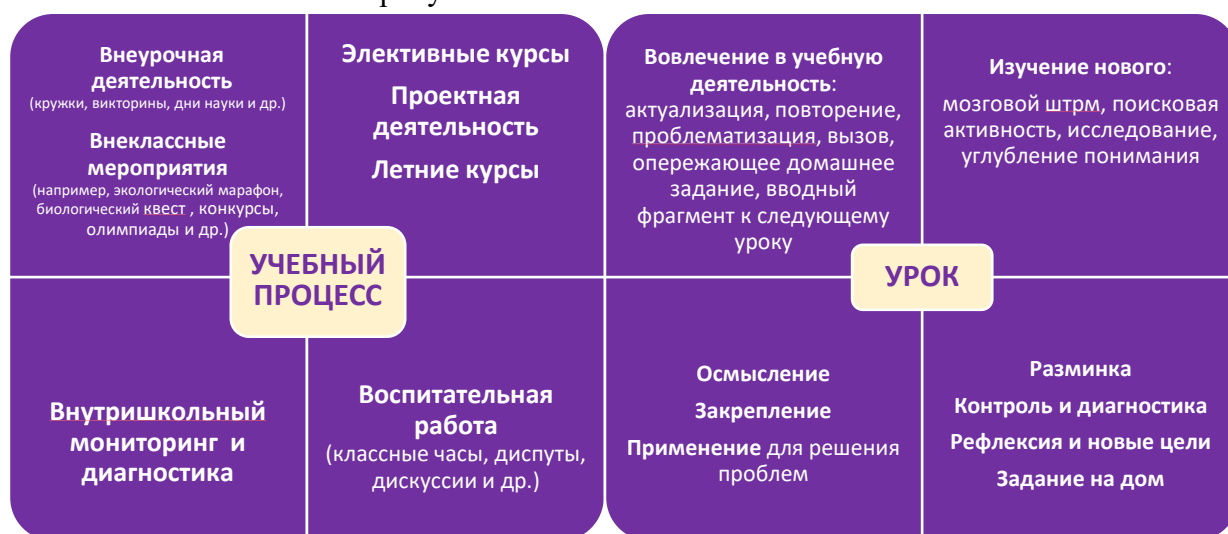 Внеурочная
деятельность
(кружки, викторины, дни науки и др.)
Внеклассные
мероприятия
(например, экологический марафон,
биологический квест , конкурсы,
олимпиады и др.)
Элективные курсы
Проектная
деятельность
Летние курсы
УЧЕБНЫЙ
ПРОЦЕСС
Внутришкольный
мониторинг и
диагностика
Воспитательная
работа
(классные часы, диспуты,
дискуссии и др.)
Вовлечение в учебную
деятельность:
актуализация, повторение,
проблематизация, вызов,
опережающее домашнее
задание, вводный
фрагмент к следующему
уроку
Изучение нового:
мозговой штрм, поисковая
активность, исследование,
углубление понимания
УРОК
Осмысление
Закрепление
Применение для решения
проблем
Разминка
Контроль и диагностика
Рефлексия и новые цели
Задание на дом